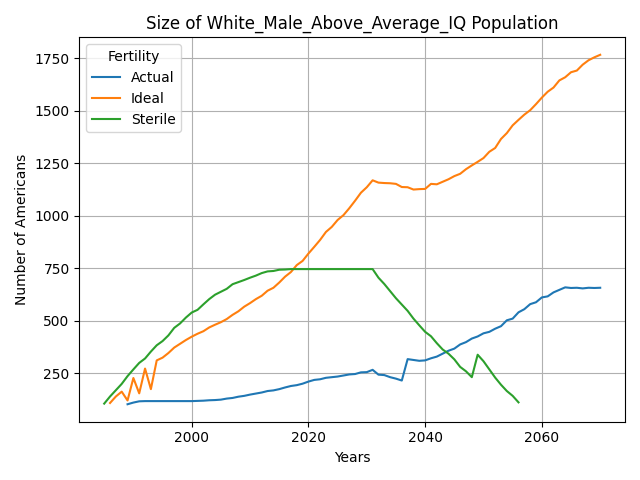 Size of White_Male_Above_Average_IQ Population
Fertility
Actual
Ideal
Sterile
1750
1500
1250
1000
750
500
250
Number of Americans
2000
2020
2040
2060
Years